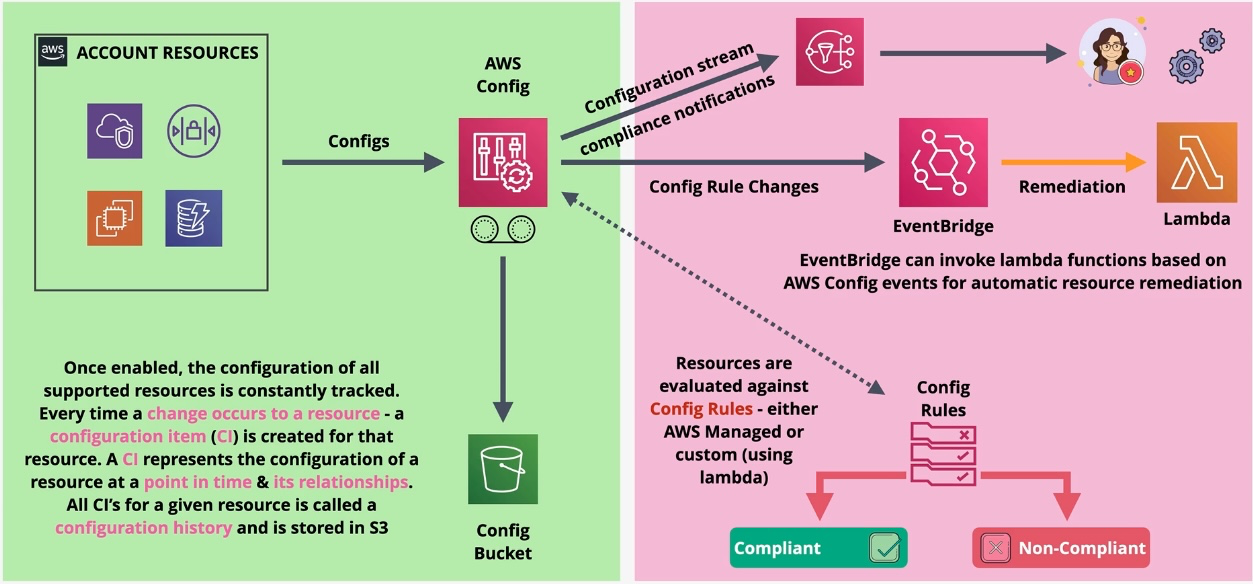 aws
ACCOUNT RESOURCES
Configs
AWS
Config
Once enabled, the configuration of all
supported resources is constantly tracked.
Every time a change occurs to a resource - a
configuration item (CI) is created for that
resource. A CI represents the configuration of a
resource at a point in time & its relationships.
All CI’s for a given resource is called a
configuration history and is stored in S3
Config
Bucket
Configuration stream
compliance notifications
Config Rule Changes
EventBridge
Remediation
Lambda
EventBridge can invoke lambda functions based on
AWS Config events for automatic resource remediation
Resources are
evaluated against
Config Rules - either
AWS Managed or
custom (using
lambda)
Config
Rules
Compliant
Non-Compliant